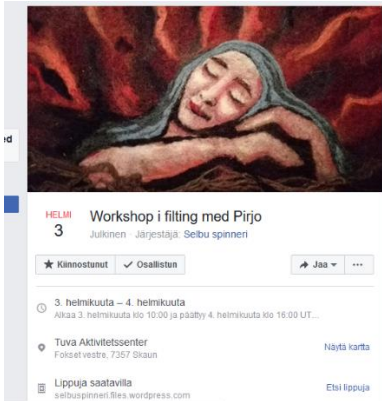 ed
HELMI
3
Workshop i filting med Pirjo
Julkinen · Järjestäjä: Selbu spinneri
Kiinnostunut
Osallistun
Jaa
3. helmikuuta – 4. helmikuuta
Alkaa 3. helmikuuta klo 10:00 ja päättyy 4. helmikuuta klo 16:00 UT...
Tuva Aktivitetssenter
Näytä kartta
Fokset vestre, 7357 Skaun
Lippuja saatavilla
Etsi lippuja
selbuspinneri.files.wordpress.com